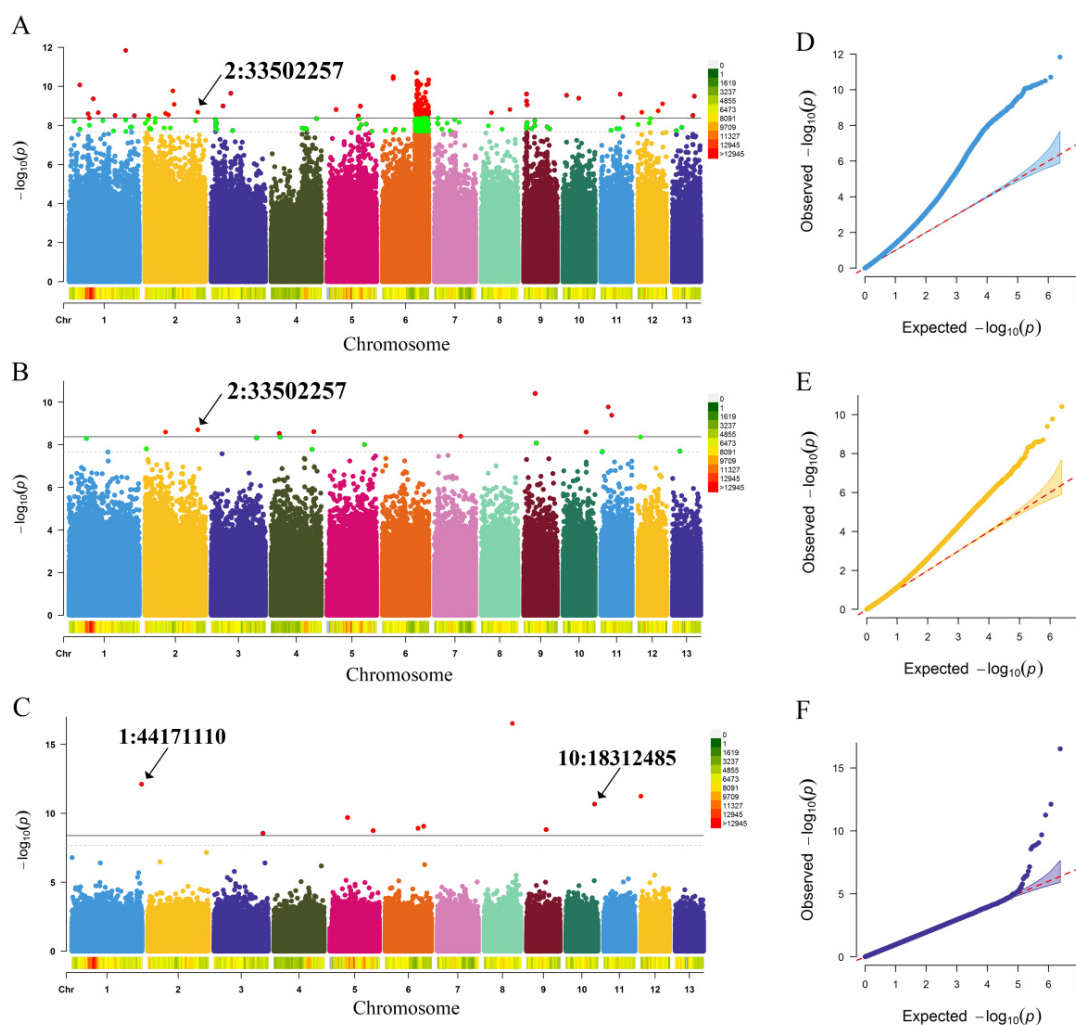 A
D
2:33502257
12
10
8
6
4
2
0
−log₁₀(p)
0
1
1619
3237
4855
6473
8091
9709
11327
12945
>12945
Chr
1 2 3 4 5 6 7 8 9 10 11 12 13
Chromosome
12
10
8
6
4
2
0
Observed −log₁₀(p)
0 1 2 3 4 5 6
Expected −log₁₀(p)
B
E
2:33502257
10
8
6
4
2
0
−log₁₀(p)
0
1
1619
3237
4855
6473
8091
9709
11327
12945
>12945
Chr
1 2 3 4 5 6 7 8 9 10 11 12 13
Chromosome
10
8
6
4
2
0
Observed −log₁₀(p)
0 1 2 3 4 5 6
Expected −log₁₀(p)
C
F
1:44171110
10:18312485
15
10
5
0
−log₁₀(p)
0
1
1619
3237
4855
6473
8091
9709
11327
12945
>12945
Chr
1 2 3 4 5 6 7 8 9 10 11 12 13
Chromosome
15
10
5
0
Observed −log₁₀(p)
0 1 2 3 4 5 6
Expected −log₁₀(p)